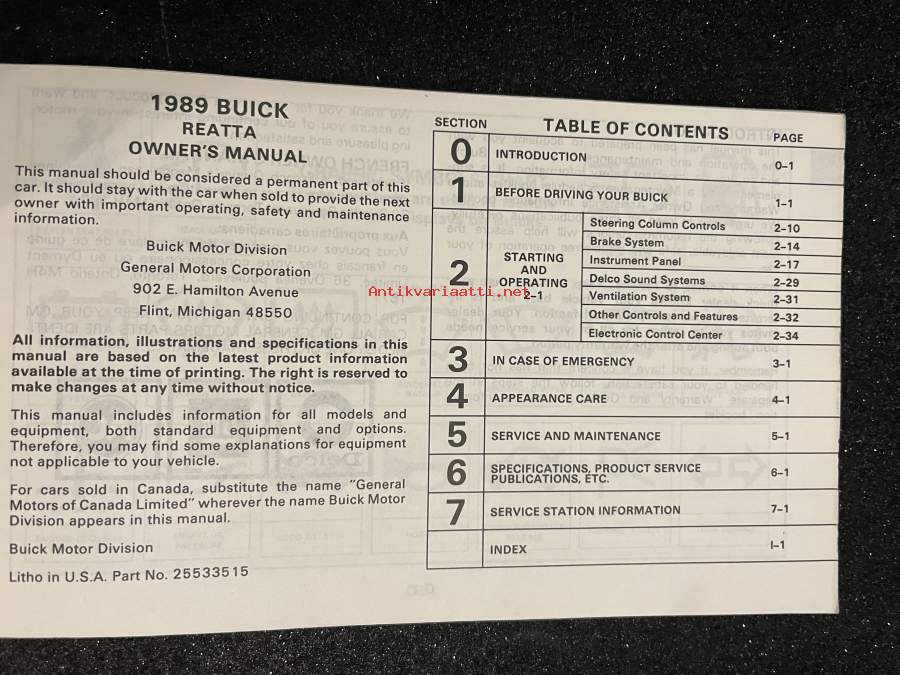 1989 BUICK
REATTA
OWNER'S MANUAL
This manual should be considered a permanent part of this
car. It should stay with the car when sold to provide the next
owner with important operating, safety and maintenance
information.
Buick Motor Division
General Motors Corporation
902 E. Hamilton Avenue
Flint, Michigan 48550
All information, illustrations and specifications in this
manual are based on the latest product information
available at the time of printing. The right is reserved to
make changes at any time without notice.
This manual includes information for all models and
equipment, both standard equipment and options.
Therefore, you may find some explanations for equipment
not applicable to your vehicle.
For cars sold in Canada, substitute the name "General
Motors of Canada Limited" wherever the name Buick Motor
Division appears in this manual.
Buick Motor Division
Litho in U.S.A. Part No. 25533515
SECTION TABLE OF CONTENTS PAGE
0 INTRODUCTION 0-1
1 BEFORE DRIVING YOUR BUICK 1-1
2 STARTING
AND
OPERATING
2-1
Steering Column Controls 2-10
Brake System 2-14
Instrument Panel 2-17
Delco Sound Systems 2-29
Ventilation System 2-31
Other Controls and Features 2-32
Electronic Control Center 2-34
3 IN CASE OF EMERGENCY 3-1
4 APPEARANCE CARE 4-1
5 SERVICE AND MAINTENANCE 5-1
6 SPECIFICATIONS, PRODUCT SERVICE
PUBLICATIONS, ETC. 6-1
7 SERVICE STATION INFORMATION 7-1
INDEX I-1
Antikvariaatti.net